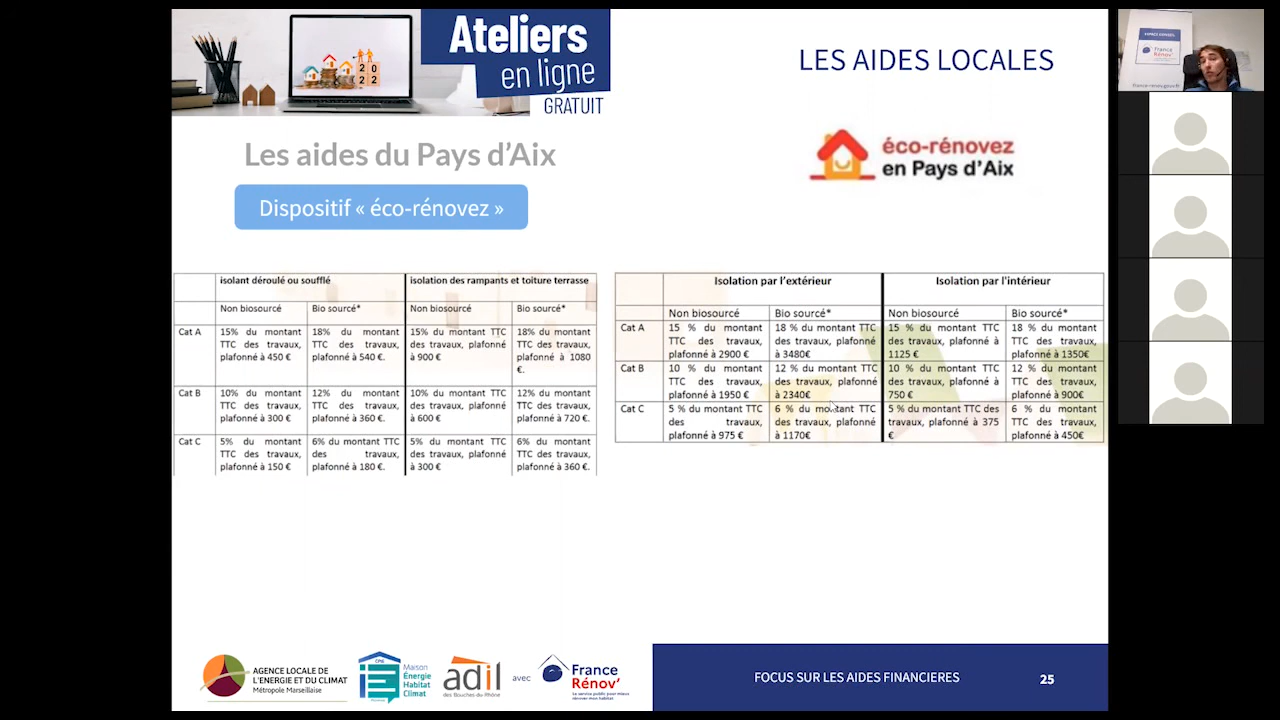 Ateliers
en ligne
GRATUIT
LES AIDES LOCALES
Les aides du Pays d'Aix
éco-rénovez
en Pays d'Aix
Dispositif « éco-rénovez »
isolant déroulé ou soufflé
isolation des rampants et toiture terrasse
Non biosourcé
Bio sourcé*
Non biosourcé
Bio sourcé*
Cat A
15% du montant
TTC des travaux,
plafonné à 450 €
18% du montant
TTC des travaux,
plafonné à 540 €.
15% du montant TTC
des travaux, plafonné
à 900 €
18% du montant
TTC des travaux,
plafonné à 1080
€.
Cat B
10% du montant
TTC des travaux,
plafonné à 300 €
12% du montant
TTC des travaux,
plafonné à 360 €.
10% du montant TTC
des travaux, plafonné
à 600 €
12% du montant
TTC des travaux,
plafonné à 720 €.
Cat C
5% du montant
TTC des travaux,
plafonné à 150 €
6% du montant TTC
des travaux,
plafonné à 180 €.
5% du montant TTC
des travaux, plafonné
à 300 €
6% du montant
TTC des travaux,
plafonné à 360 €.
Isolation par l'extérieur
Isolation par l'intérieur
Non biosourcé
Bio sourcé*
Non biosourcé
Bio sourcé*
Cat A
15 % du montant
TTC des travaux,
plafonné à 2900 €
18 % du montant TTC
des travaux, plafonné
à 3480€
15 % du montant
TTC des travaux,
plafonné à
1125 €
18 % du montant
TTC des travaux,
plafonné à 1350€
Cat B
10 % du montant
TTC des travaux,
plafonné à 1950 €
12 % du montant TTC
des travaux, plafonné
à 2340€
10 % du montant
TTC des travaux,
plafonné à
750 €
12 % du montant
TTC des travaux,
plafonné à 900€
Cat C
5 % du montant TTC
des travaux,
plafonné à 975 €
6 % du montant TTC
des travaux, plafonné
à 1170€
5 % du montant TTC des
travaux, plafonné à 375
€
6 % du montant
TTC des travaux,
plafonné à 450€
AGENCE LOCALE DE
L'ENERGIE ET DU CLIMAT
Métropole Marseillaise
Maison
Énergie
Habitat
Climat
adil
des Bouches du Rhône
avec
France
Rénov'
FOCUS SUR LES AIDES FINANCIERES
25
ESPACE CONSEIL
France
Rénov'